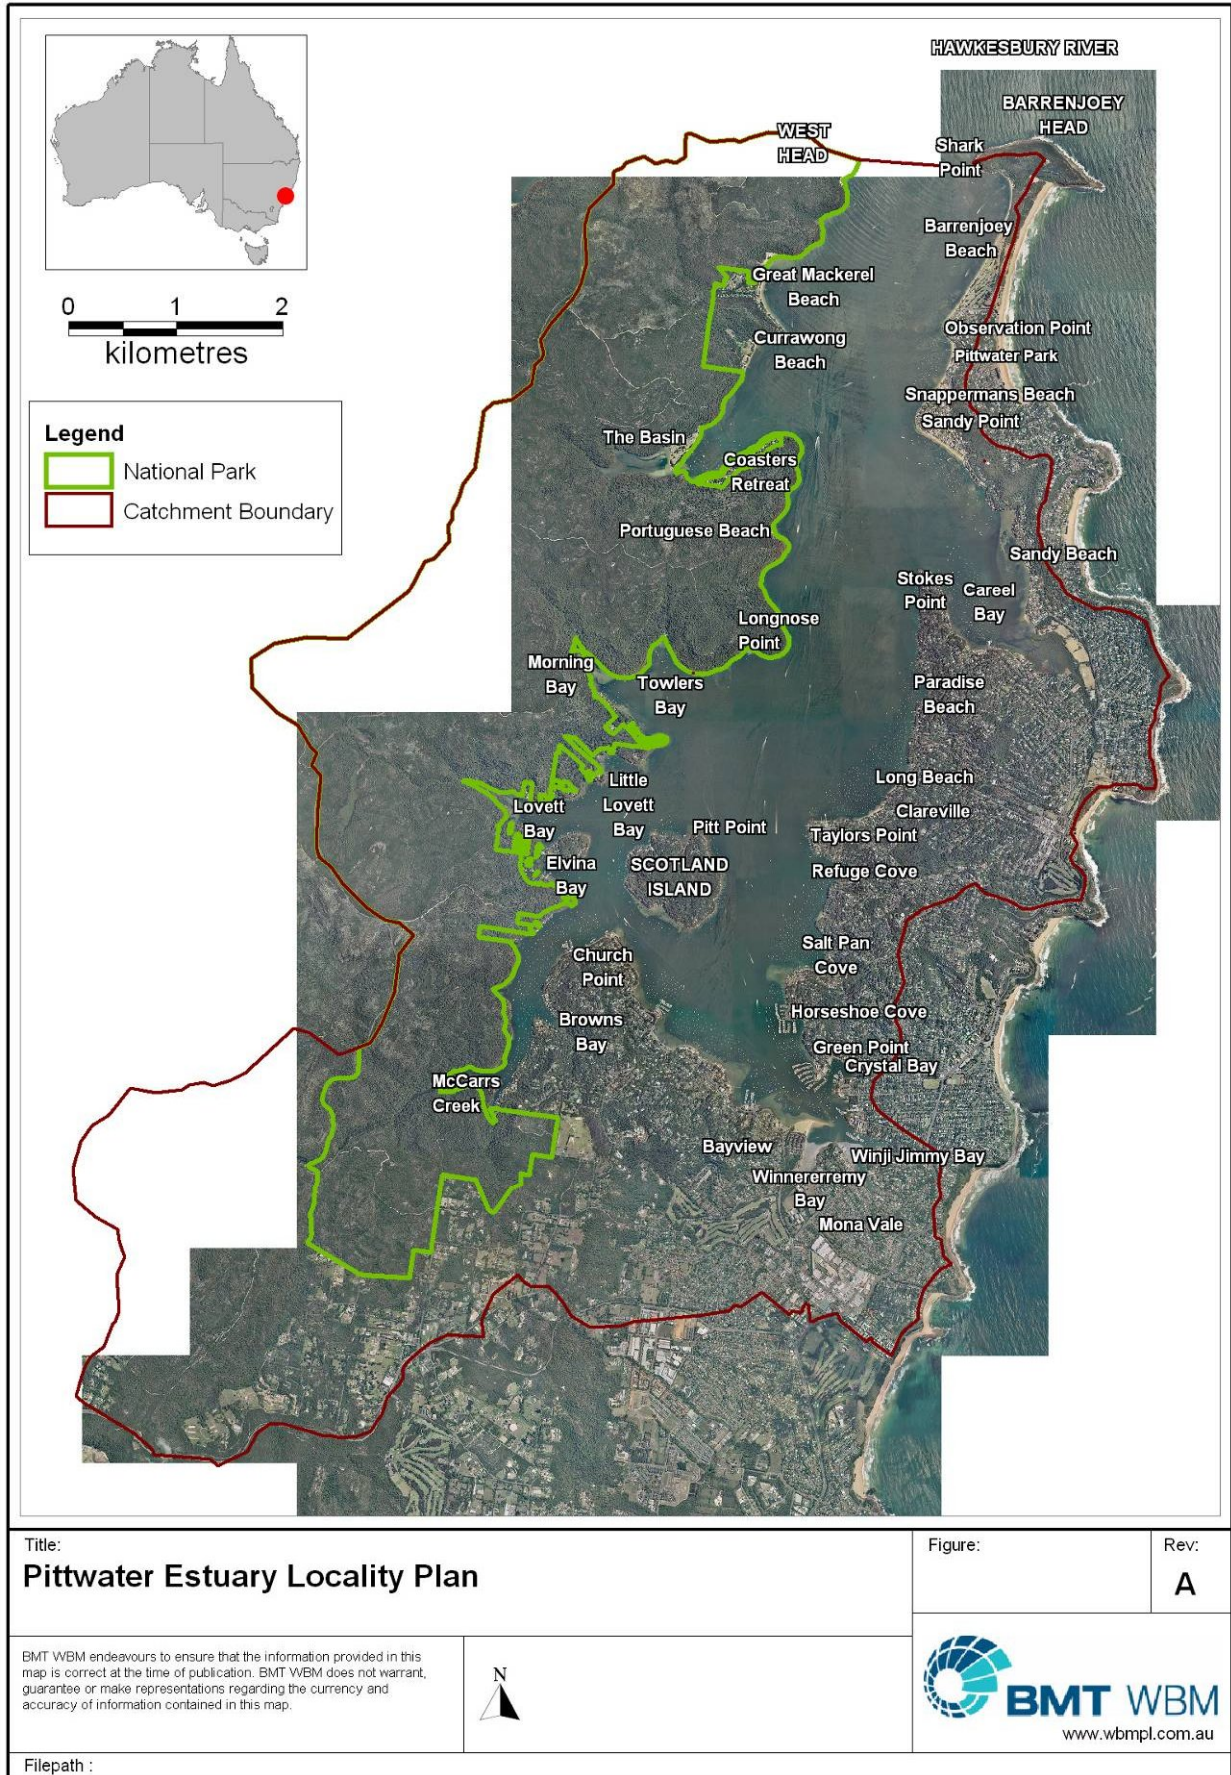 HAWKESBURY RIVER
BARRENJOEY
HEAD
WEST
HEAD
Shark
Point
Barrenjoey
Beach
Great Mackerel
Beach
0 1 2
kilometres
Observation Point
Currawong
Beach
Pittwater Park
Snappermans Beach
Sandy Point
Legend
National Park
Catchment Boundary
The Basin
Coasters
Retreat
Portuguese Beach
Sandy Beach
Stokes
Point
Careel
Bay
Longnose
Point
Morning
Bay
Towlers
Bay
Paradise
Beach
Long Beach
Little
Lovett
Bay
Lovett
Bay
Clareville
Pitt Point
Taylors Point
Elvina
Bay
SCOTLAND
ISLAND
Refuge Cove
Salt Pan
Cove
Church
Point
Horseshoe Cove
Browns
Bay
Green Point
Crystal Bay
McCarrs
Creek
Bayview
Winji Jimmy Bay
Winnererremy
Bay
Mona Vale
Title:
Pittwater Estuary Locality Plan
Figure:
Rev:
A
BMT WBM endeavours to ensure that the information provided in this
map is correct at the time of publication. BMT WBM does not warrant,
guarantee or make representations regarding the currency and
accuracy of information contained in this map.
N
BMT WBM
www.wbmpl.com.au
Filepath :